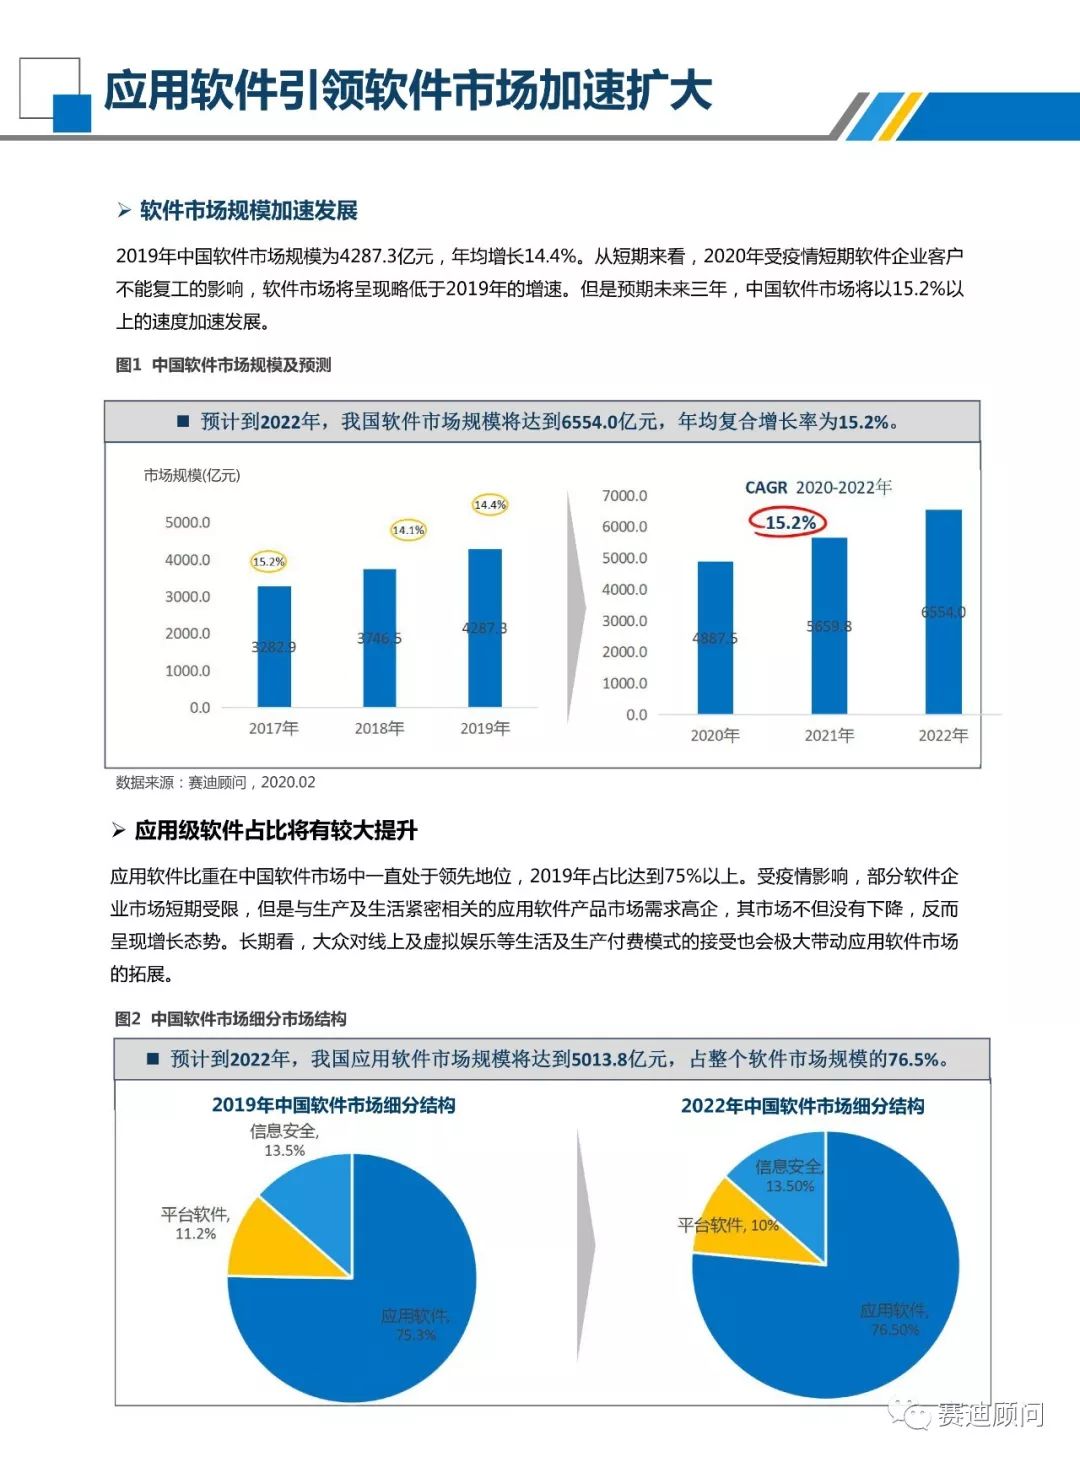 应用软件引领软件市场加速扩大
➢ 软件市场规模加速发展
2019年中国软件市场规模为4287.3亿元，年均增长14.4%。从短期来看，2020年受疫情短期软件企业客户
不能复工的影响，软件市场将呈现略低于2019年的增速。但是预期未来三年，中国软件市场将以15.2%以
上的速度加速发展。
图1 中国软件市场规模及预测
■ 预计到2022年，我国软件市场规模将达到6554.0亿元，年均复合增长率为15.2%。
市场规模(亿元)
5000.0
4000.0
3000.0
2000.0
1000.0
0.0
15.2%
14.1%
14.4%
3282.9
3746.5
4287.3
2017年
2018年
2019年
CAGR 2020-2022年
15.2%
7000.0
6000.0
5000.0
4000.0
3000.0
2000.0
1000.0
0.0
4887.5
5659.8
6554.0
2020年
2021年
2022年
数据来源：赛迪顾问，2020.02
➢ 应用级软件占比将有较大提升
应用软件比重在中国软件市场中一直处于领先地位，2019年占比达到75%以上。受疫情影响，部分软件企
业市场短期受限，但是与生产及生活紧密相关的应用软件产品市场需求高企，其市场不但没有下降，反而
呈现增长态势。长期看，大众对线上及虚拟娱乐等生活及生产付费模式的接受也会极大带动应用软件市场
的拓展。
图2 中国软件市场细分市场结构
■ 预计到2022年，我国应用软件市场规模将达到5013.8亿元，占整个软件市场规模的76.5%。
2019年中国软件市场细分结构
信息安全,
13.5%
平台软件,
11.2%
应用软件,
75.3%
2022年中国软件市场细分结构
信息安全,
13.50%
平台软件, 10%
应用软件,
76.50%
赛迪顾问